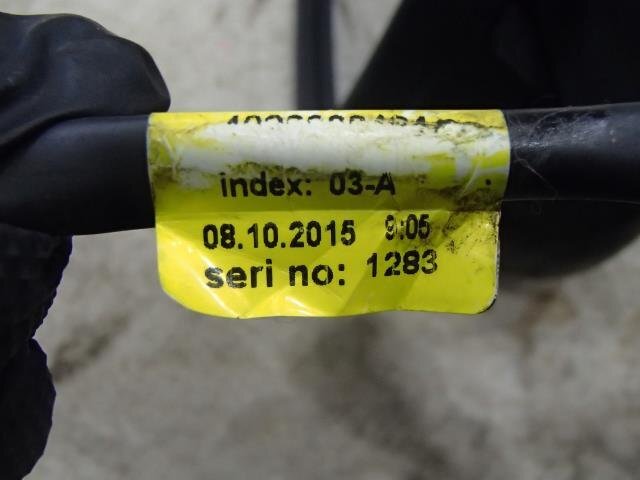 index: 03-A
08.10.2015 9:05
seri no: 1283